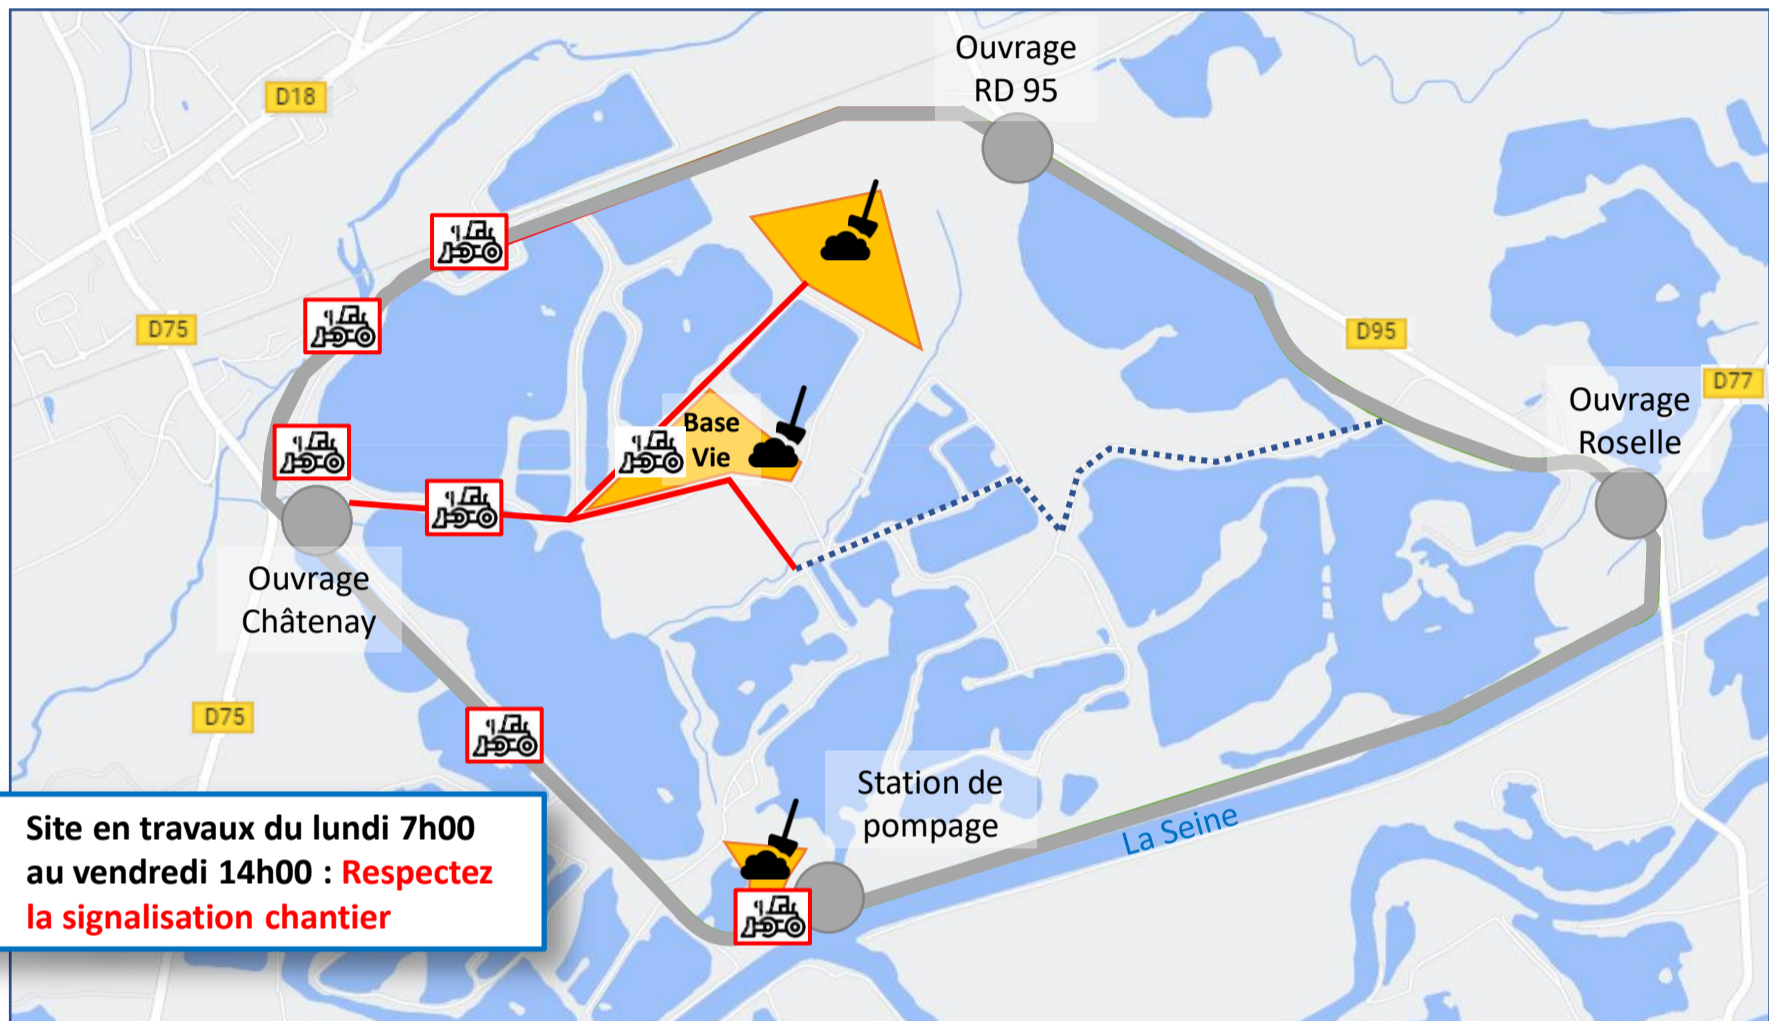 Ouvrage
RD 95
D18
D75
D95
D77
Ouvrage
Roselle
Base
Vie
Ouvrage
Châtenay
D75
Station de
pompage
La Seine
Site en travaux du lundi 7h00
au vendredi 14h00 : Respectez
la signalisation chantier